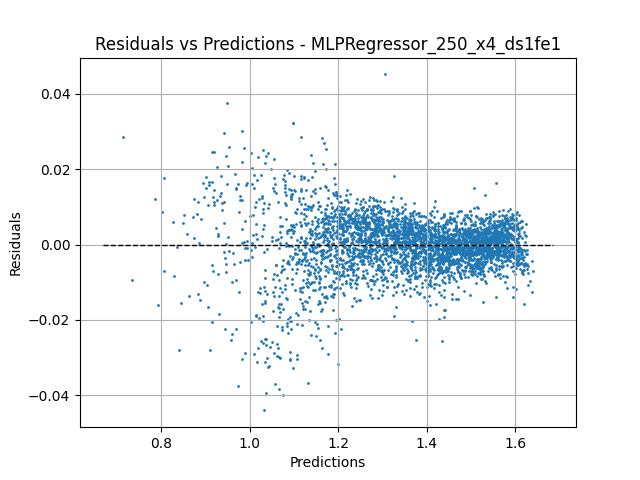 Residuals vs Predictions - MLPRegressor_250_x4_ds1fe1
Residuals
0.04
0.02
0.00
−0.02
−0.04
0.8 1.0 1.2 1.4 1.6
Predictions